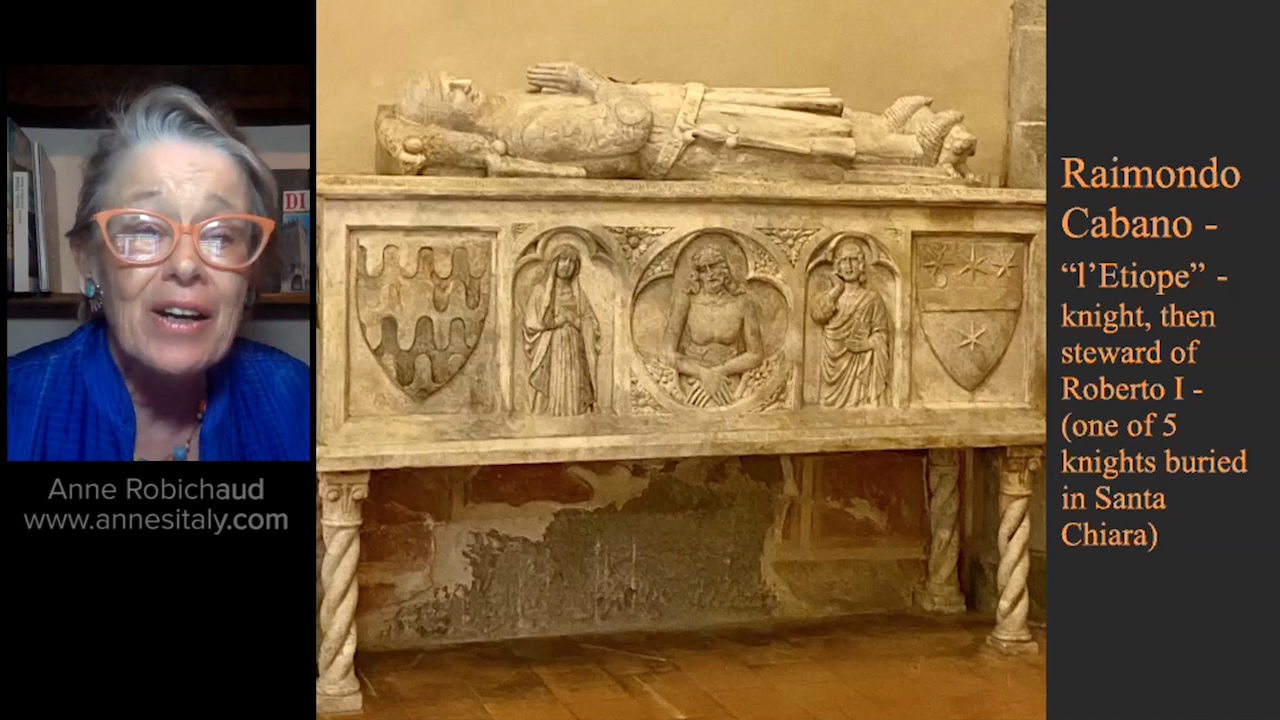 DI
Anne Robichaud
www.annesitaly.com
Raimondo
Cabano -
“l’Etiope” -
knight, then
steward of
Roberto I -
(one of 5
knights buried
in Santa
Chiara)